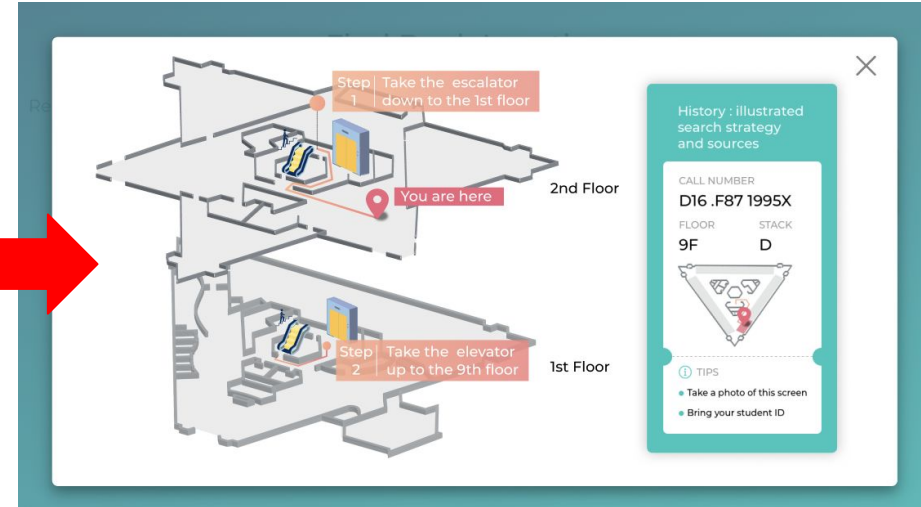 Step 1 Take the escalator
down to the 1st floor
You are here
2nd Floor
Step 2 Take the elevator
up to the 9th floor
1st Floor
History : illustrated
search strategy
and sources
CALL NUMBER
D16 .F87 1995X
FLOOR STACK
9F D
TIPS
Take a photo of this screen
Bring your student ID